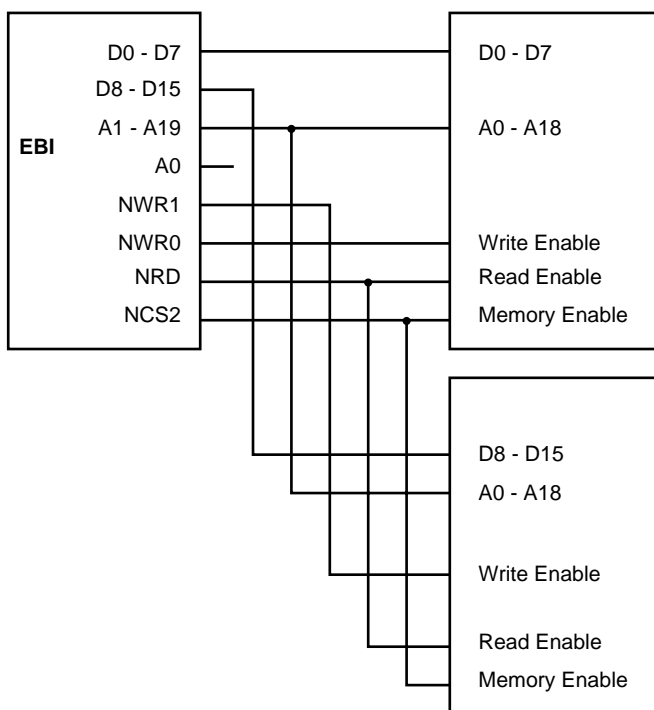 D0 - D7
D8 - D15
A1 - A19
EBI
A0
NWR1
NWR0
NRD
NCS2
D0 - D7
A0 - A18
Write Enable
Read Enable
Memory Enable
D8 - D15
A0 - A18
Write Enable
Read Enable
Memory Enable